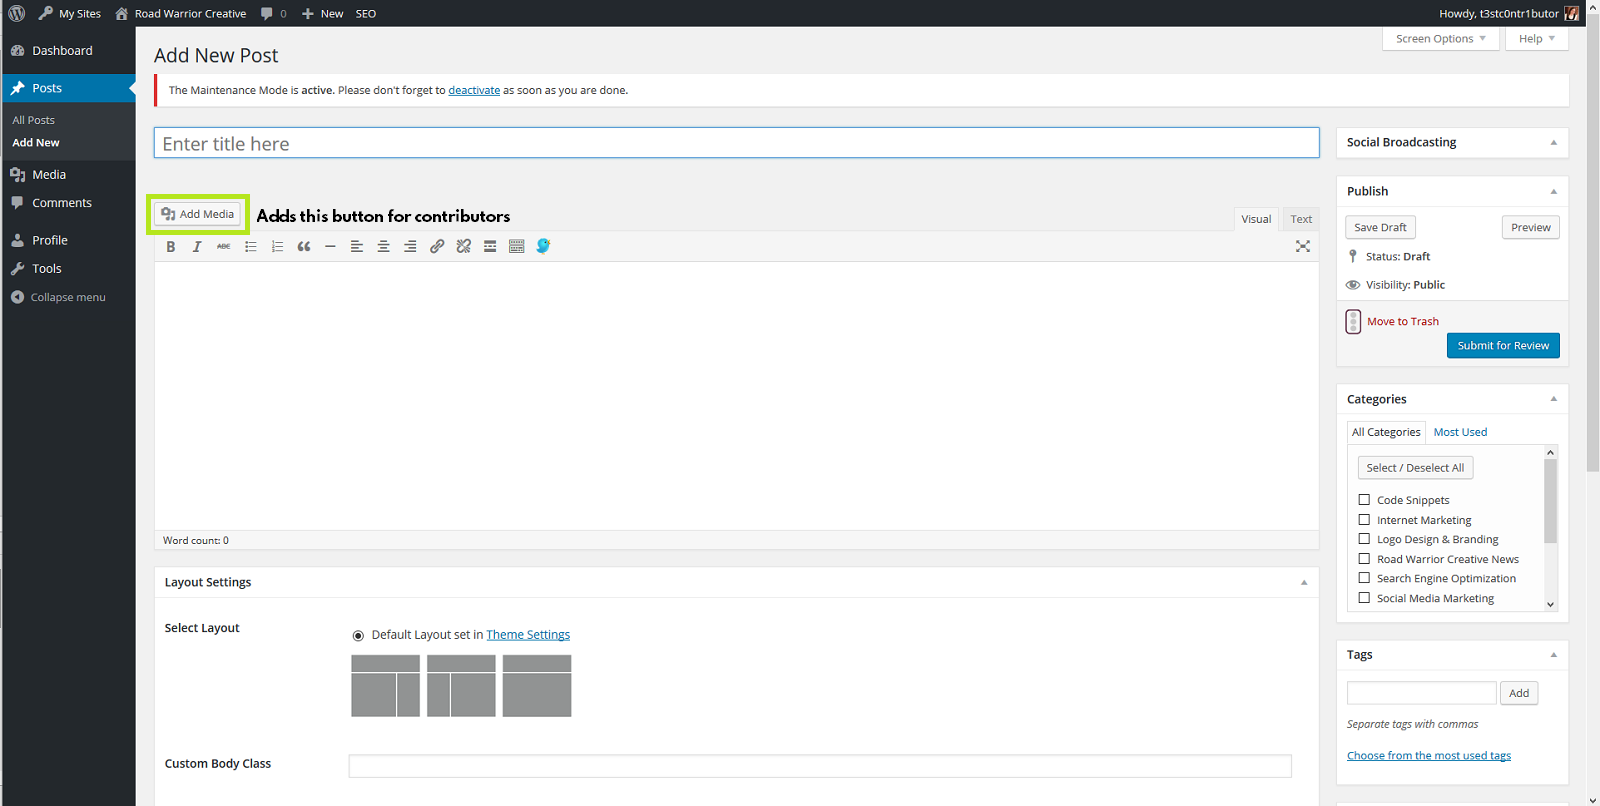 My Sites Road Warrior Creative 0 New SEO Howdy, t3stc0ntr1butor
Screen Options Help
Dashboard
Posts
All Posts
Add New
Media
Comments
Profile
Tools
Collapse menu
Add New Post
The Maintenance Mode is active. Please don't forget to deactivate as soon as you are done.
Enter title here
Add Media Adds this button for contributors
Visual Text
B I ABC
Word count: 0
Layout Settings
Select Layout
Default Layout set in Theme Settings
Custom Body Class
Social Broadcasting
Publish
Save Draft Preview
Status: Draft
Visibility: Public
Move to Trash
Submit for Review
Categories
All Categories Most Used
Select / Deselect All
Code Snippets
Internet Marketing
Logo Design & Branding
Road Warrior Creative News
Search Engine Optimization
Social Media Marketing
Tags
Add
Separate tags with commas
Choose from the most used tags